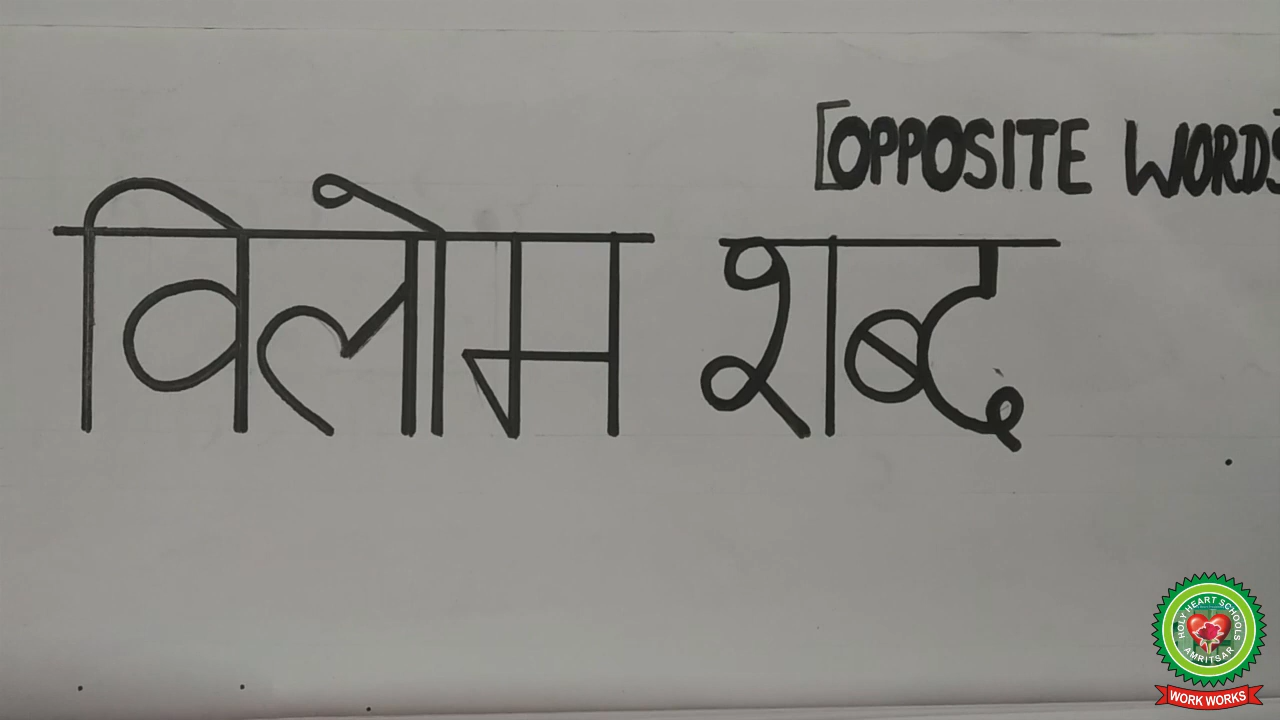 [OPPOSITE WORDS
विलोम शब्द
HOLY HEART SCHOOLS
AMRITSAR
WORK WORKS